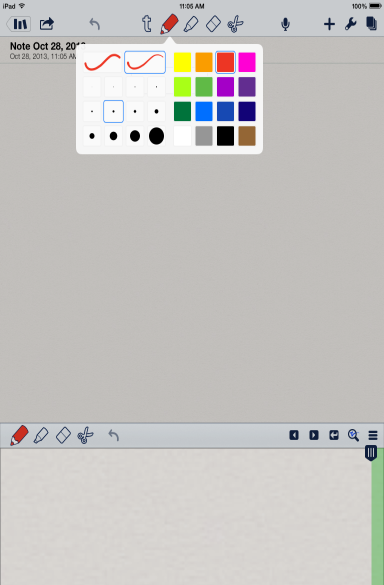 iPad 11:05 AM 100%
t
Note Oct 28, 2013
Oct 28, 2013, 11:05 AM